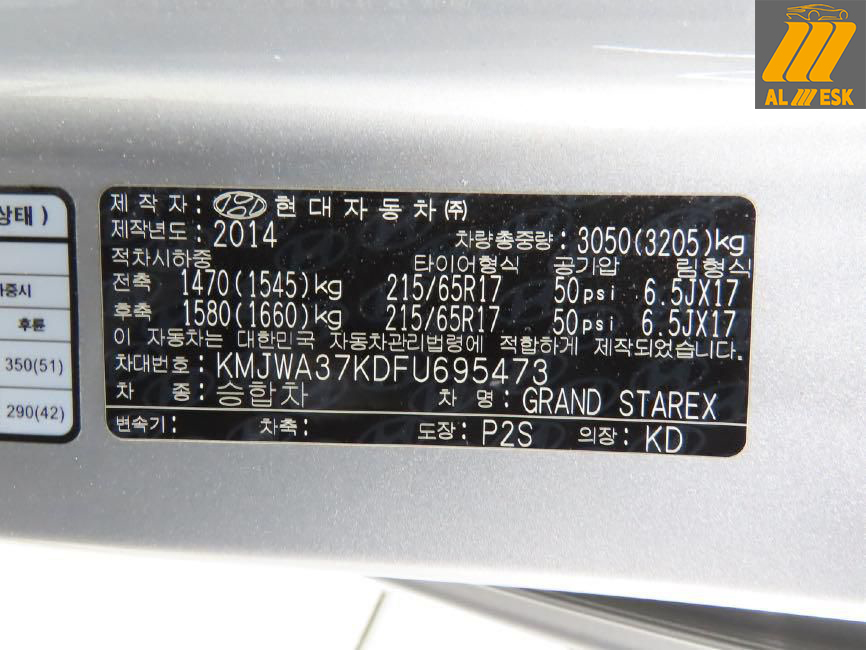 AL ESK
상태 )
하중시
후륜
350(51)
290(42)
제 작 자 : 현대자동차㈜
제작년도 : 2014 차량총중량 : 3050(3205)kg
적차시하중 타이어형식 공기압 림형식
전축 1470(1545)kg 215/65R17 50psi 6.5JX17
후축 1580(1660)kg 215/65R17 50psi 6.5JX17
이 자동차는 대한민국 자동차관리법령에 적합하게 제작되었습니다.
차대번호 : KMJWA37KDFU695473
차 종 : 승합차 차 명 : GRAND STAREX
변속기 : 차축 : 도장 : P2S 의장 : KD